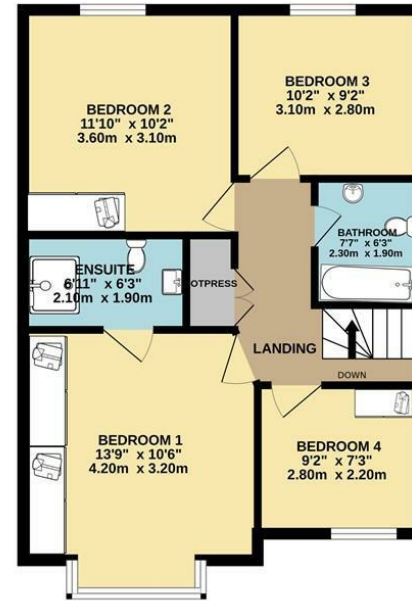 BEDROOM 2
11'10" x 10'2"
3.60m x 3.10m
BEDROOM 3
10'2" x 9'2"
3.10m x 2.80m
BATHROOM
7'7" x 6'3"
2.30m x 1.90m
ENSUITE
6'11" x 6'3"
2.10m x 1.90m
OTPRESS
LANDING
DOWN
BEDROOM 1
13'9" x 10'6"
4.20m x 3.20m
BEDROOM 4
9'2" x 7'3"
2.80m x 2.20m